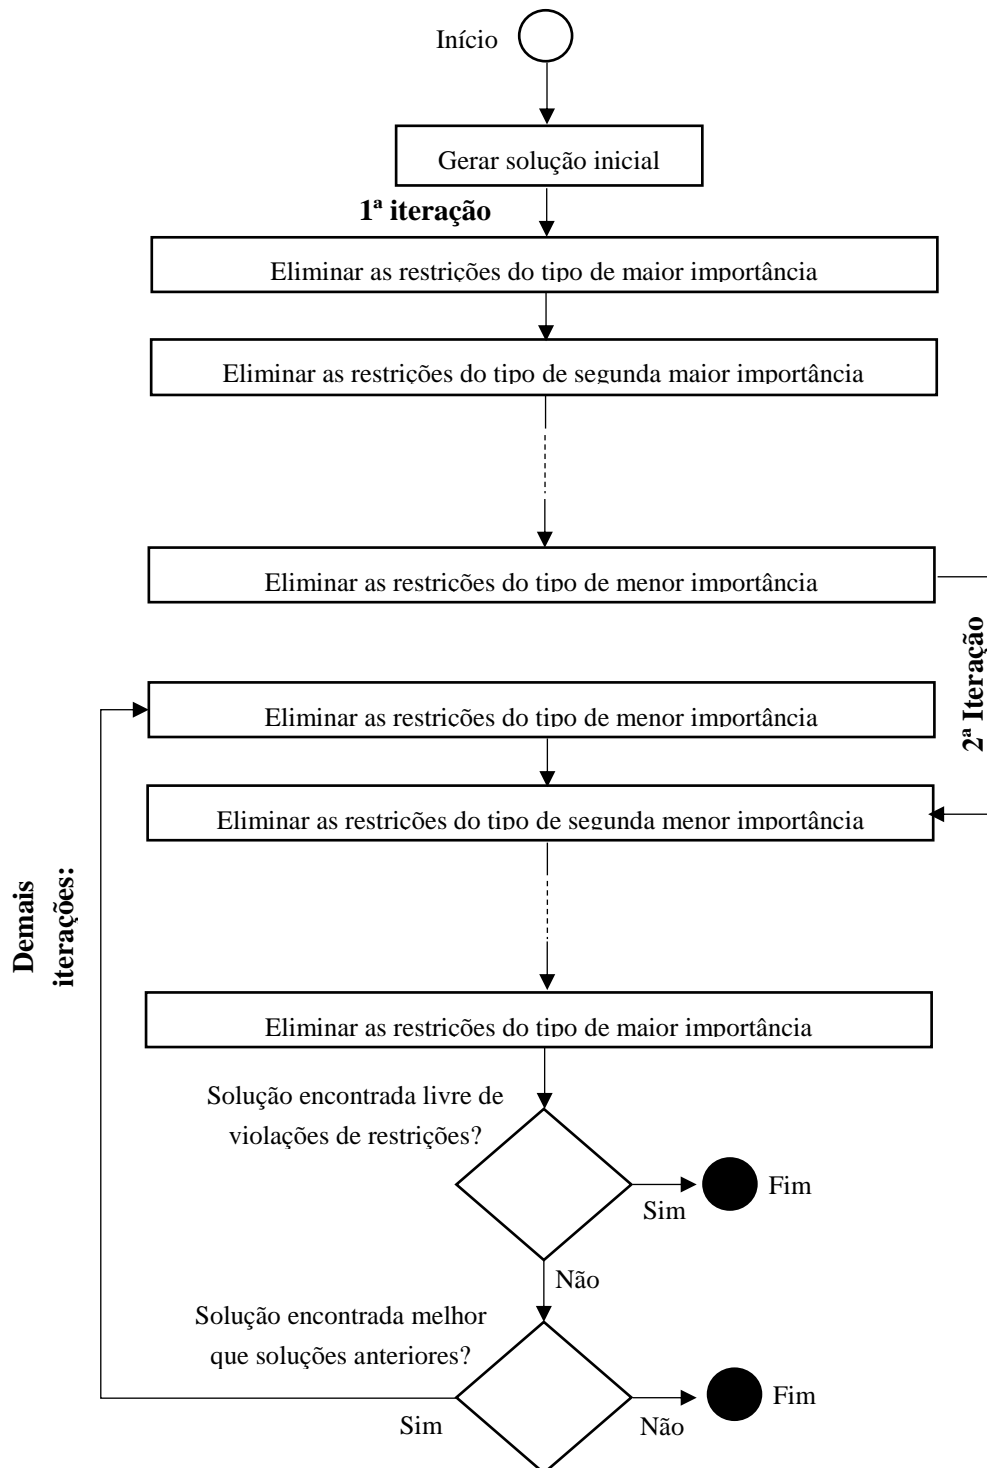 Início
Gerar solução inicial
1ª iteração
Eliminar as restrições do tipo de maior importância
Eliminar as restrições do tipo de segunda maior importância
Eliminar as restrições do tipo de menor importância
2ª Iteração
Eliminar as restrições do tipo de menor importância
Eliminar as restrições do tipo de segunda menor importância
Demais
iterações:
Eliminar as restrições do tipo de maior importância
Solução encontrada livre de
violações de restrições?
Sim
Fim
Não
Solução encontrada melhor
que soluções anteriores?
Sim
Não
Fim